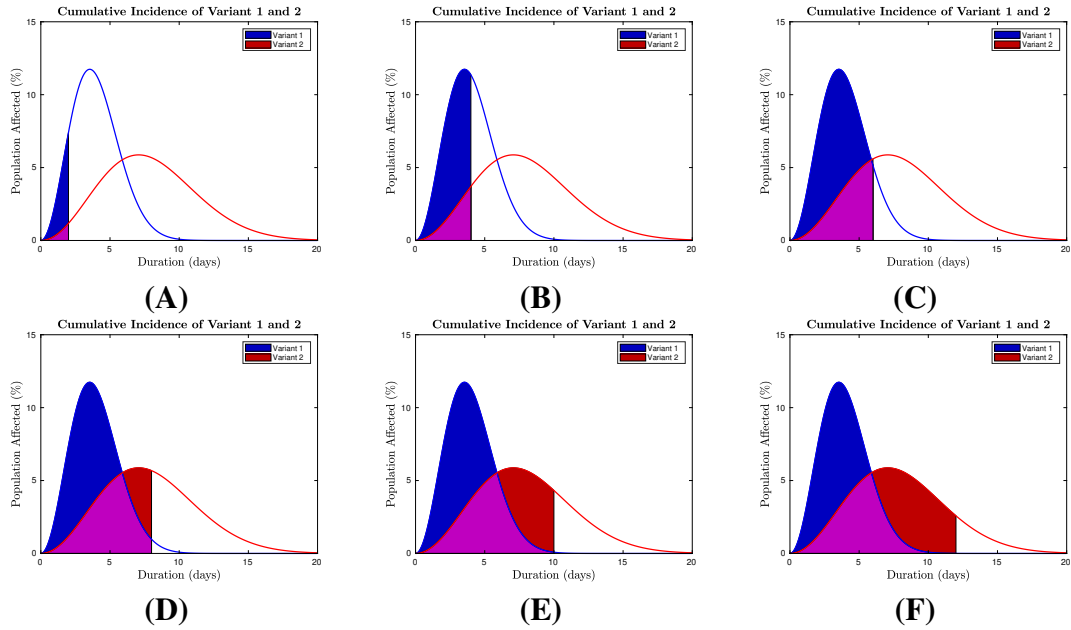 Cumulative Incidence of Variant 1 and 2
15
10
5
0
Population Affected (%)
Variant 1
Variant 2
0 5 10 15 20
Duration (days)
(A)
Cumulative Incidence of Variant 1 and 2
15
10
5
0
Population Affected (%)
Variant 1
Variant 2
0 5 10 15 20
Duration (days)
(B)
Cumulative Incidence of Variant 1 and 2
15
10
5
0
Population Affected (%)
Variant 1
Variant 2
0 5 10 15 20
Duration (days)
(C)
Cumulative Incidence of Variant 1 and 2
15
10
5
0
Population Affected (%)
Variant 1
Variant 2
0 5 10 15 20
Duration (days)
(D)
Cumulative Incidence of Variant 1 and 2
15
10
5
0
Population Affected (%)
Variant 1
Variant 2
0 5 10 15 20
Duration (days)
(E)
Cumulative Incidence of Variant 1 and 2
15
10
5
0
Population Affected (%)
Variant 1
Variant 2
0 5 10 15 20
Duration (days)
(F)